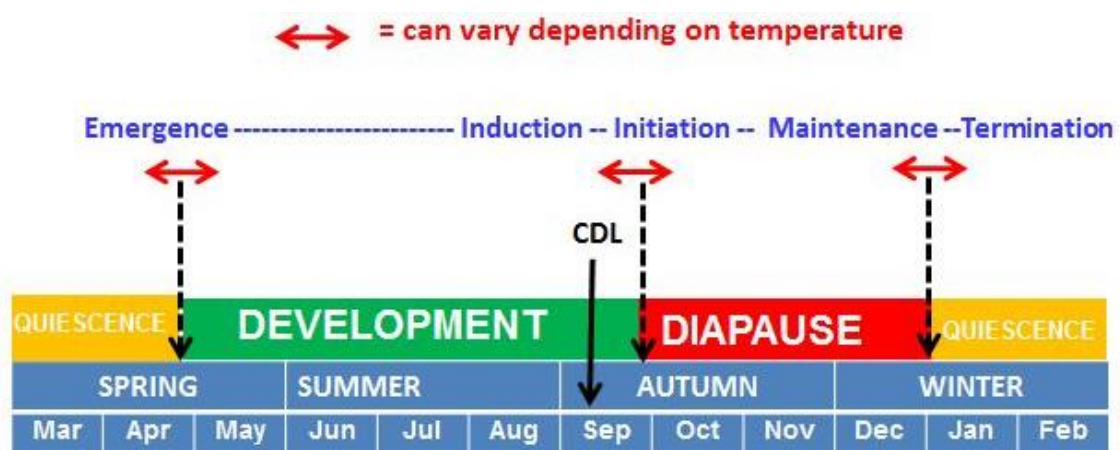 = can vary depending on temperature
Emergence ------------------------ Induction -- Initiation -- Maintenance --Termination
CDL
QUIESCENCE DEVELOPMENT DIAPAUSE QUIESCENCE
SPRING SUMMER AUTUMN WINTER
Mar Apr May Jun Jul Aug Sep Oct Nov Dec Jan Feb